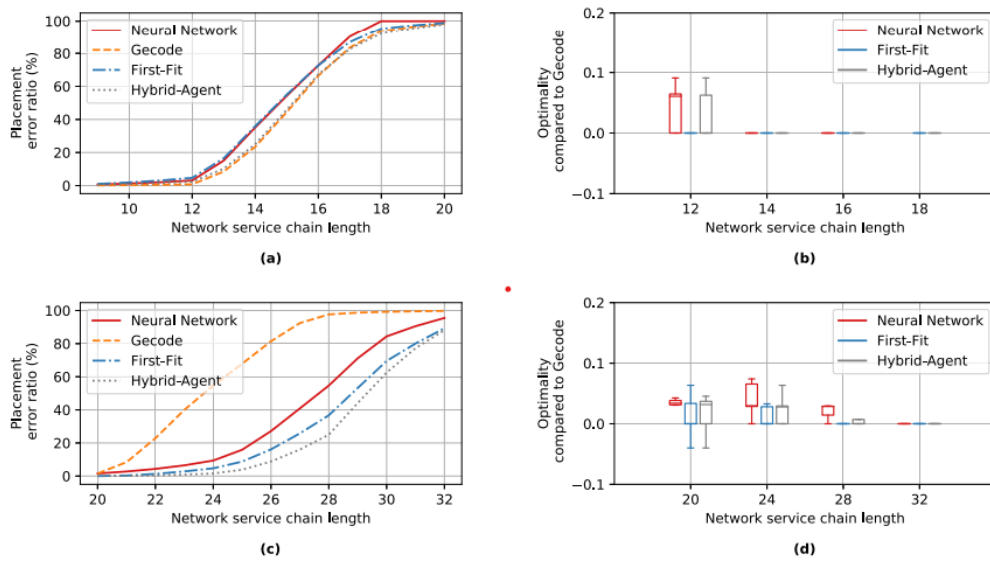 Placement
error ratio (%)
100
80
60
40
20
0
Neural Network
Gecode
First-Fit
Hybrid-Agent
10 12 14 16 18 20
Network service chain length
(a)
Optimality
compared to Gecode
0.2
0.1
0.0
−0.1
Neural Network
First-Fit
Hybrid-Agent
12 14 16 18
Network service chain length
(b)
Placement
error ratio (%)
100
80
60
40
20
0
Neural Network
Gecode
First-Fit
Hybrid-Agent
20 22 24 26 28 30 32
Network service chain length
(c)
Optimality
compared to Gecode
0.2
0.1
0.0
−0.1
Neural Network
First-Fit
Hybrid-Agent
20 24 28 32
Network service chain length
(d)